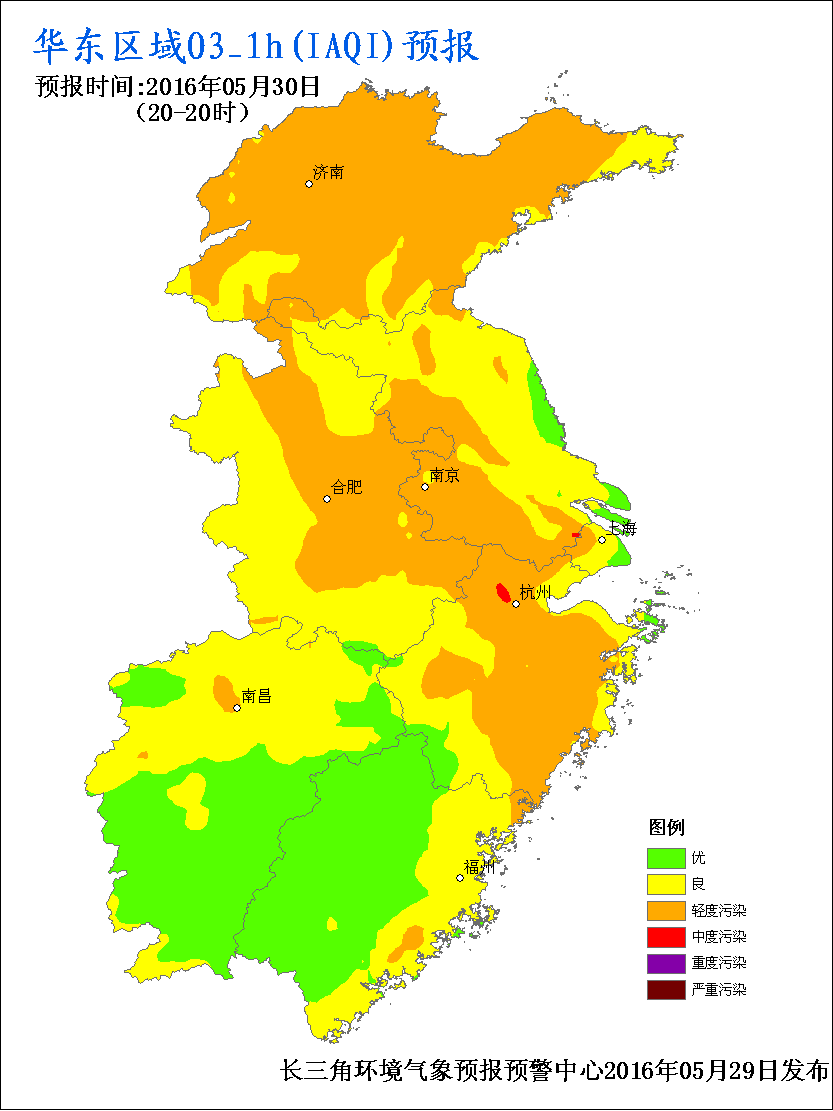 华东区域O3_1h(IAQI)预报
预报时间:2016年05月30日
(20-20时)
济南
合肥
南京
上海
杭州
南昌
福州
图例
优
良
轻度污染
中度污染
重度污染
严重污染
长三角环境气象预报预警中心2016年05月29日发布